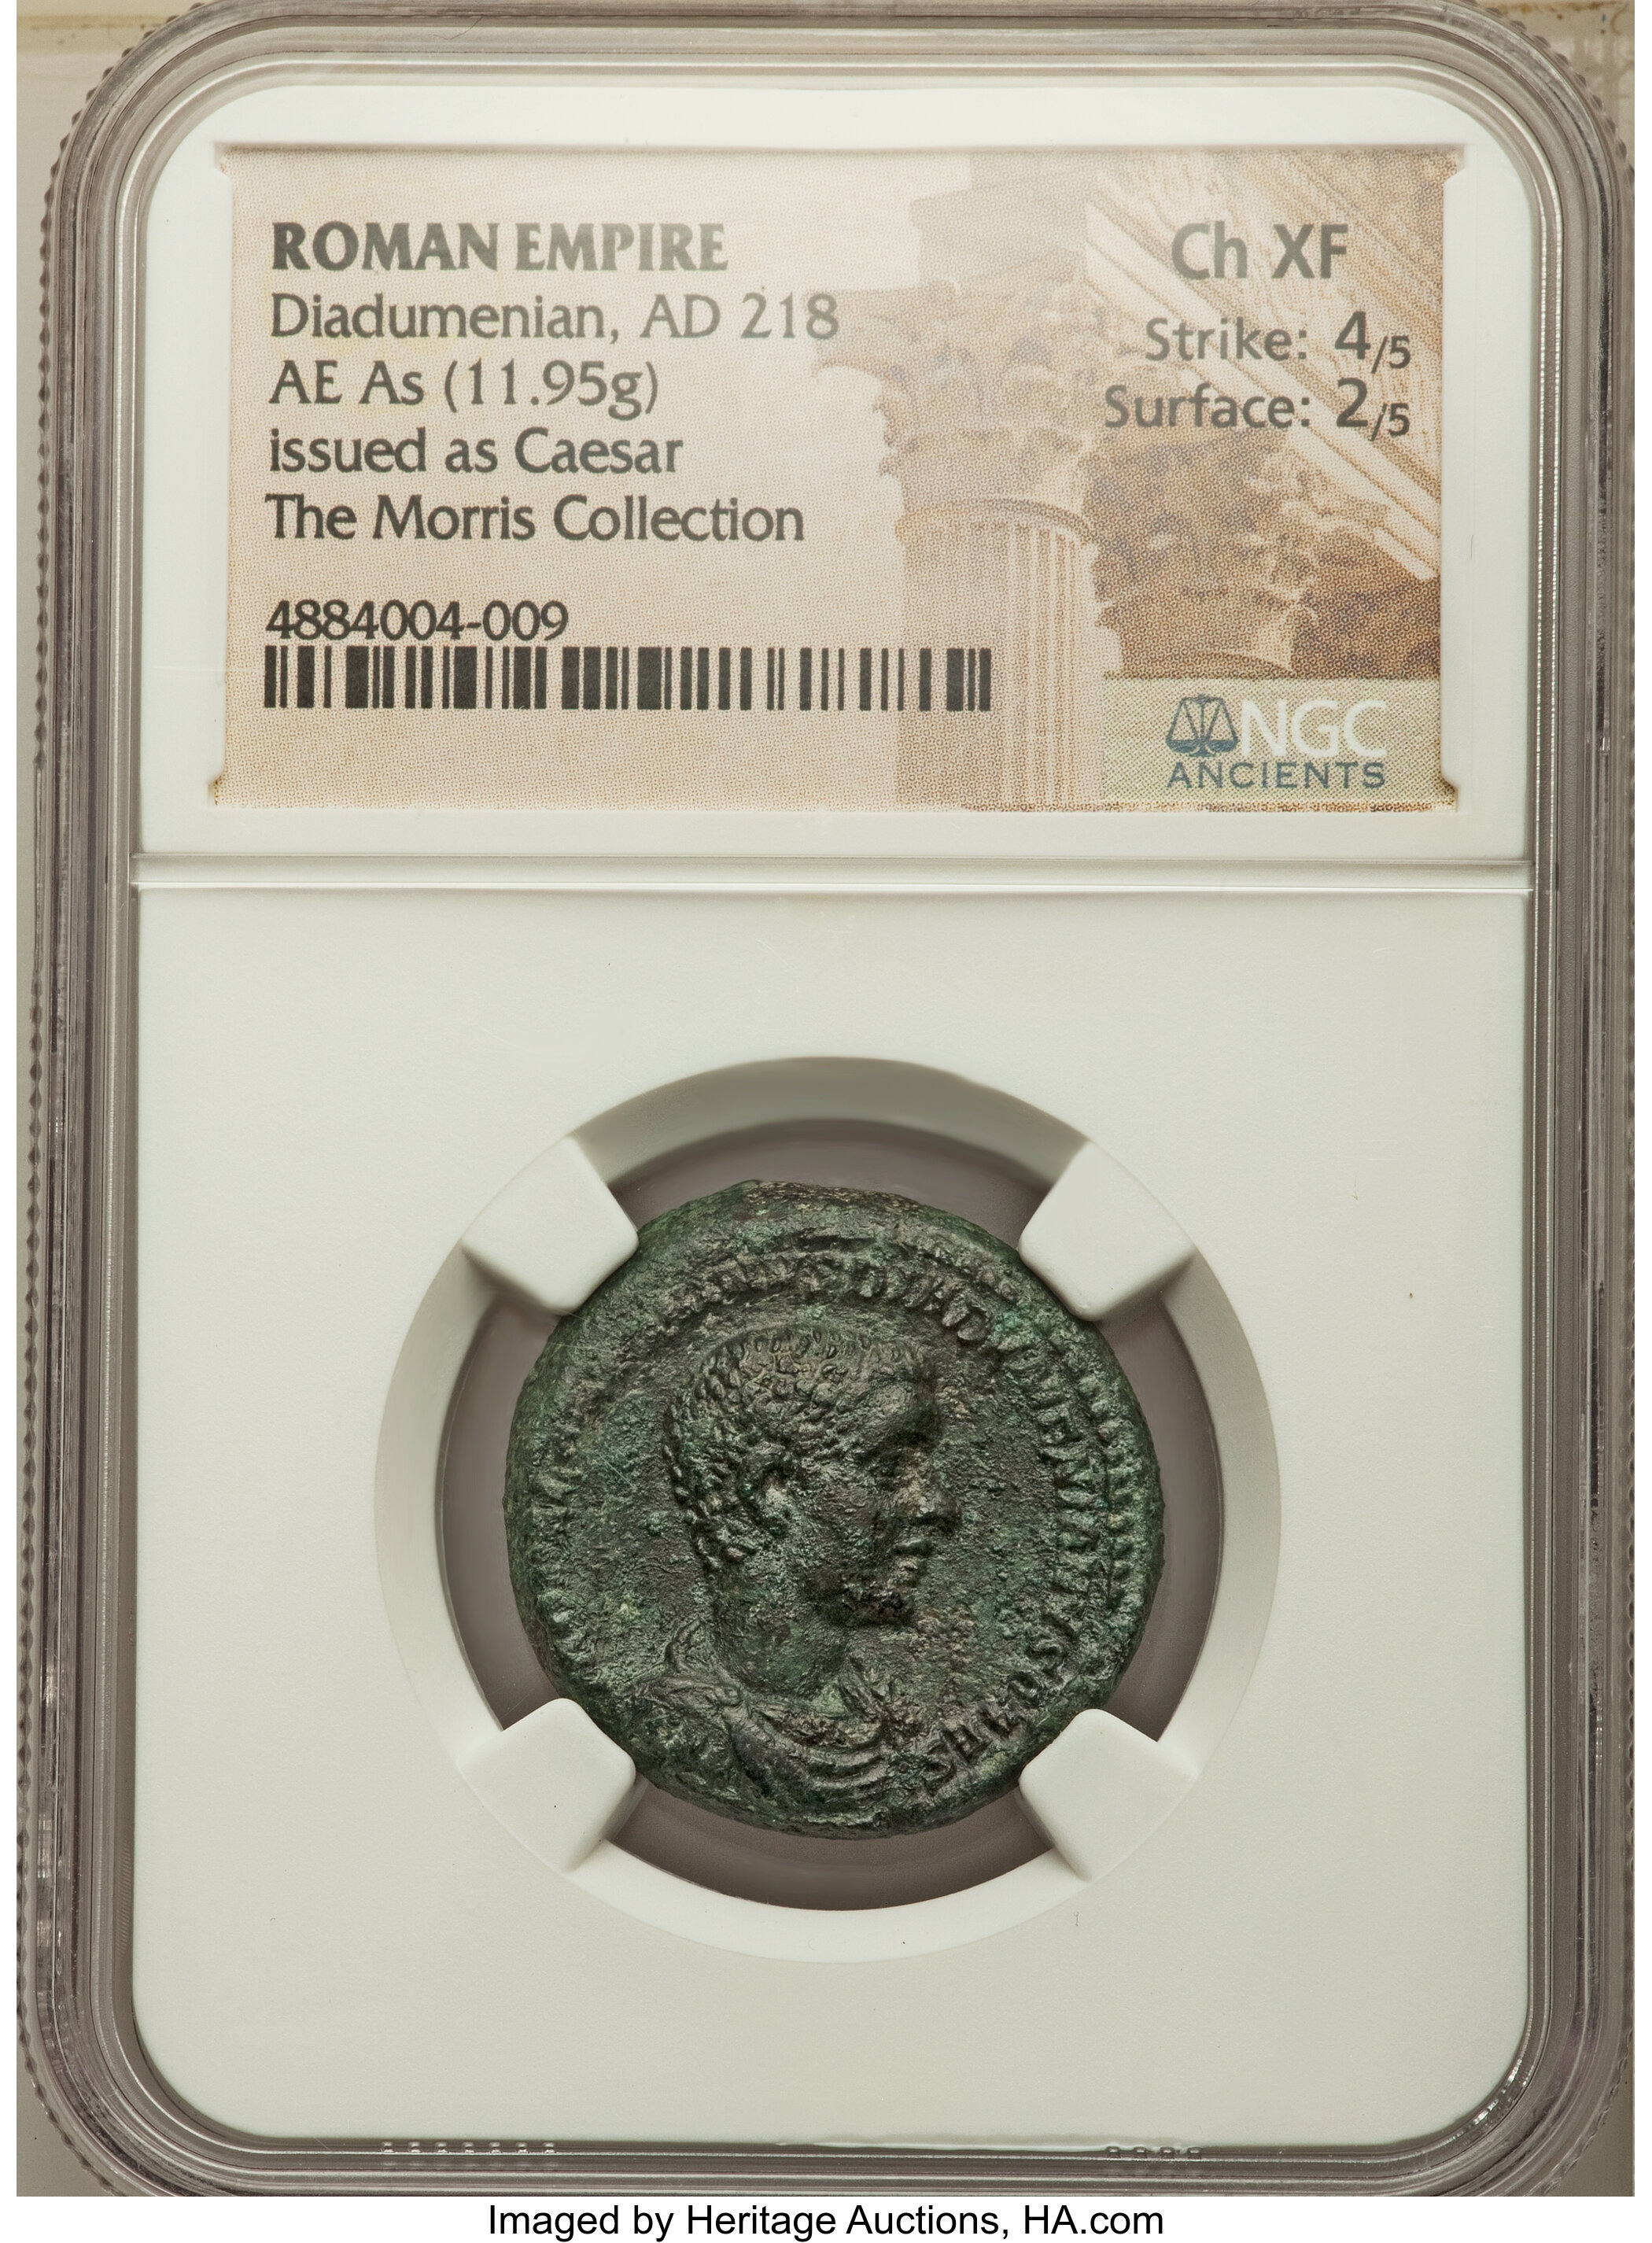 ROMAN EMPIRE
Diadumenian, AD 218
AE As (11.95g)
issued as Caesar
The Morris Collection
4884004-009
Ch XF
Strike: 4/5
Surface: 2/5
NGC
ANCIENTS
Imaged by Heritage Auctions, HA.com